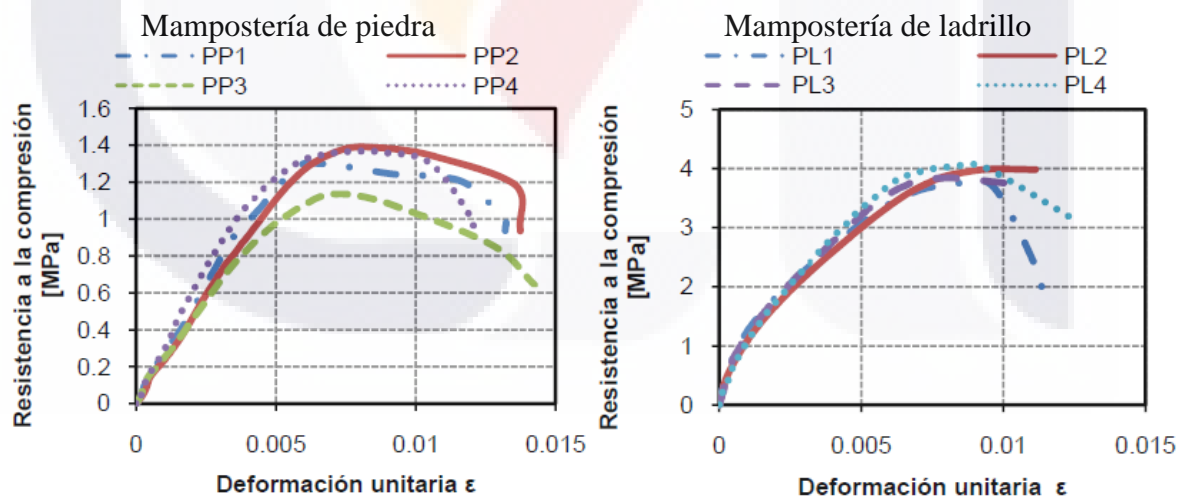 Mampostería de piedra
PP1
PP2
PP3
PP4
Resistencia a la compresión
[MPa]
1.6
1.4
1.2
1
0.8
0.6
0.4
0.2
0
0
0.005
0.01
0.015
Deformación unitaria ε
Mampostería de ladrillo
PL1
PL2
PL3
PL4
Resistencia a la compresión
[MPa]
5
4
3
2
1
0
0
0.005
0.01
0.015
Deformación unitaria ε